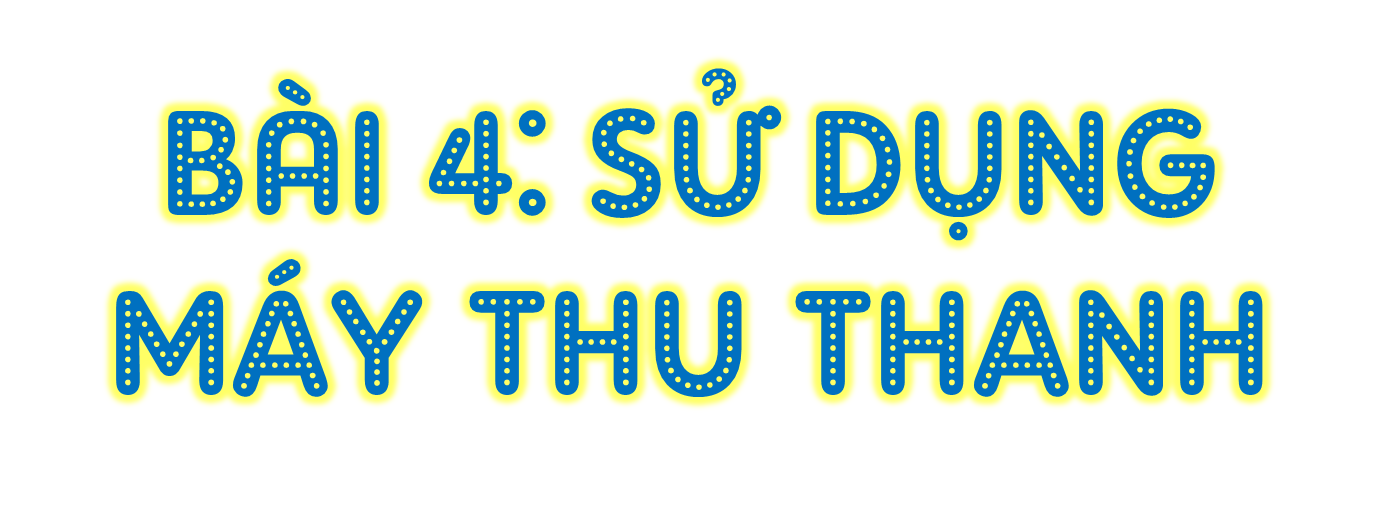 BÀI 4: SỬ DỤNG
MÁY THU THANH